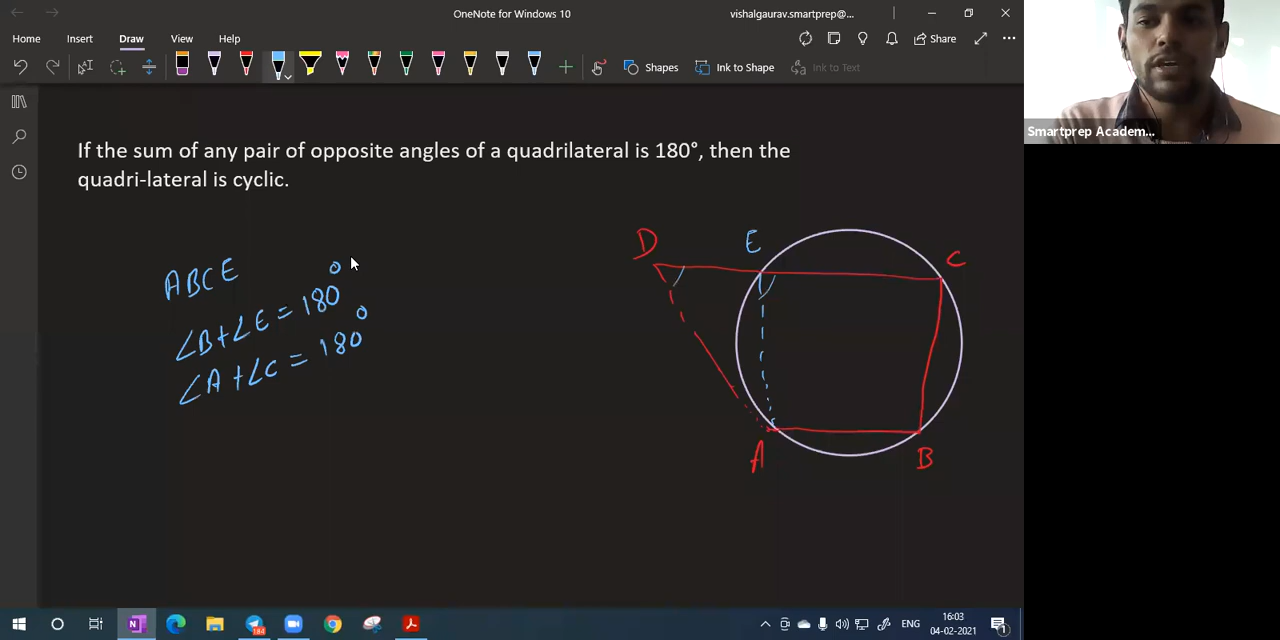 OneNote for Windows 10
vishalgaurav.smartprep@...
Home Insert Draw View Help
Share
Shapes
Ink to Shape
Ink to Text
Smartprep Academ...
If the sum of any pair of opposite angles of a quadrilateral is 180°, then the
quadri-lateral is cyclic.
D
E
C
ABCE
∠B+∠E = 180°
∠A+∠C = 180°
A
B
184
ENG
16:03
04-02-2021
1